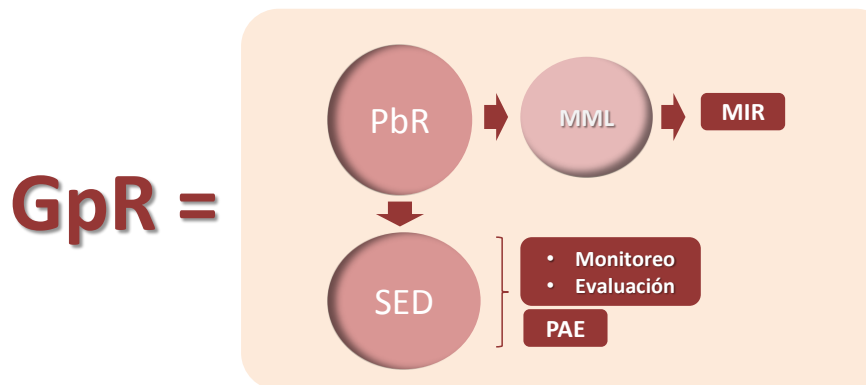 GpR =
PbR
MML
MIR
SED
• Monitoreo
• Evaluación
PAE